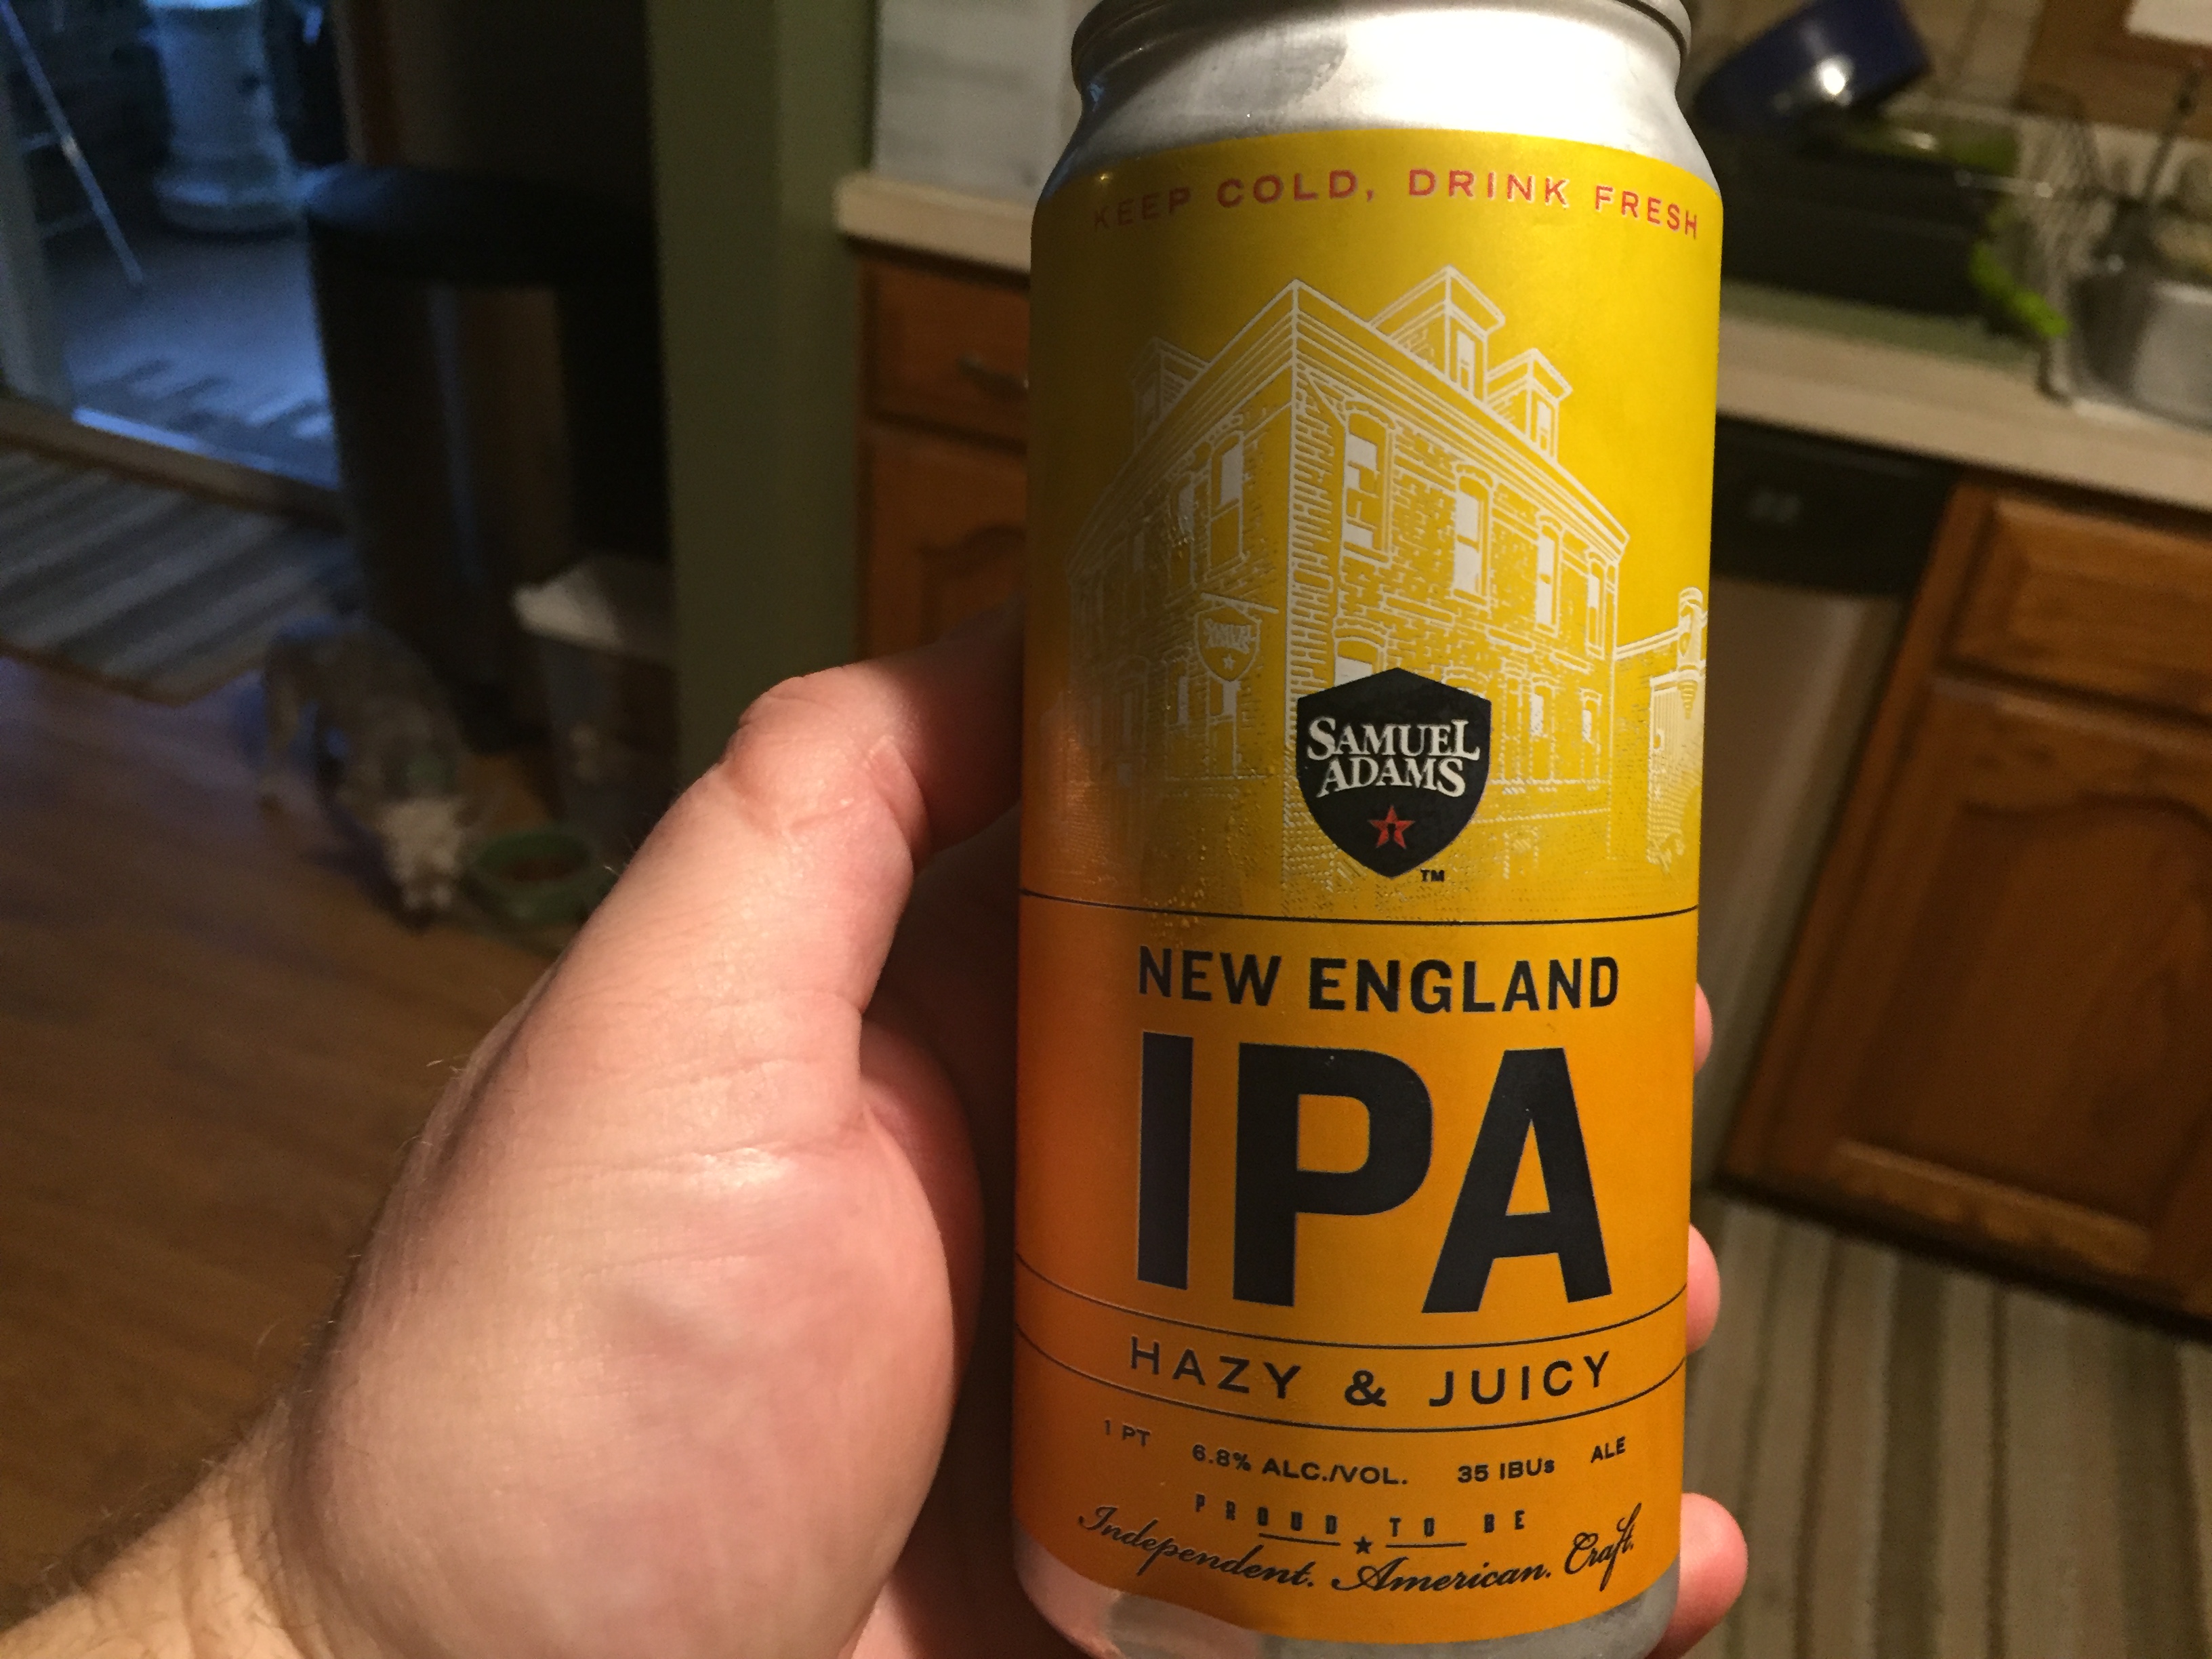 KEEP COLD, DRINK FRESH
SAMUEL
SAMUEL
ADAMS
TM
NEW ENGLAND
IPA
HAZY & JUICY
1 PT 6.8% ALC./VOL. 35 IBUs ALE
PROUD TO BE
Independent. American. Craft.